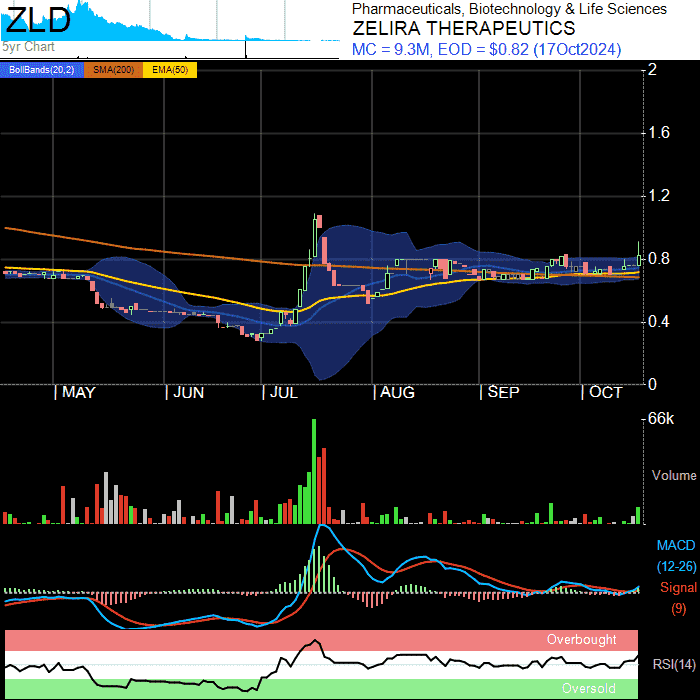 ZLD
5yr Chart
Pharmaceuticals, Biotechnology & Life Sciences
ZELIRA THERAPEUTICS
MC = 9.3M, EOD = $0.82 (17Oct2024)
BollBands(20,2) SMA(200) EMA(50)
2
1.6
1.2
0.8
0.4
0
MAY JUN JUL AUG SEP OCT
66k
Volume
MACD
(12-26)
Signal
(9)
Overbought
RSI(14)
Oversold